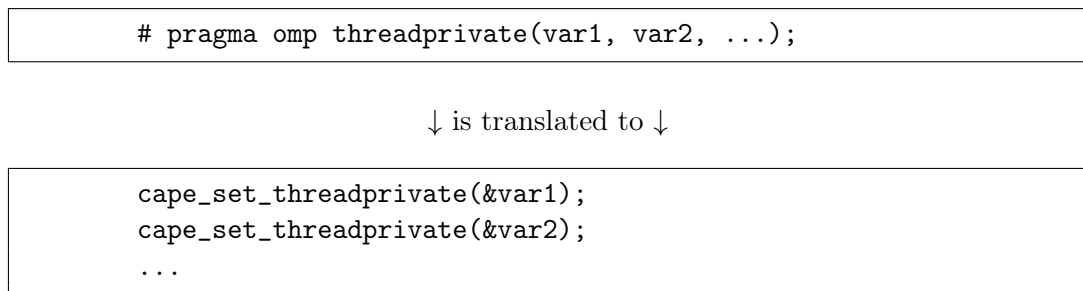 # pragma omp threadprivate(var1, var2, ...);
↓ is translated to ↓
cape_set_threadprivate(&var1);
cape_set_threadprivate(&var2);
...